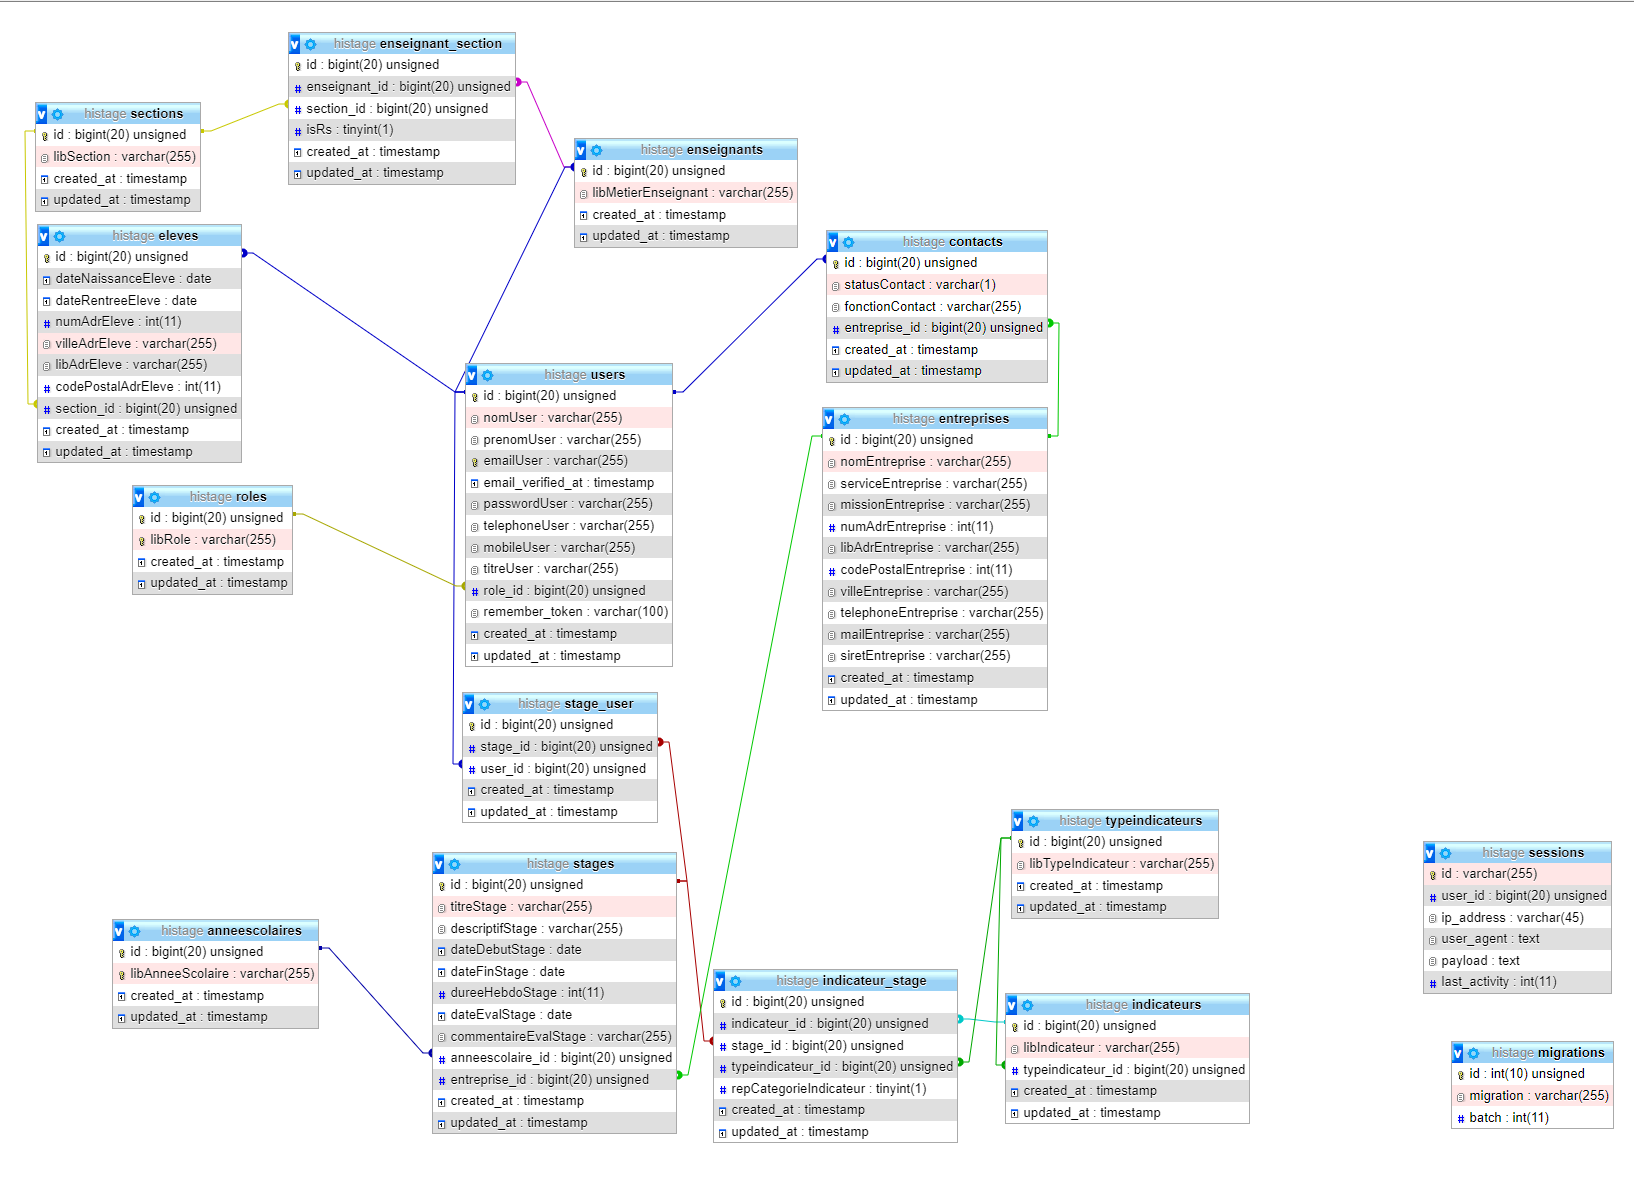 histage enseignant_section
id : bigint(20) unsigned
enseignant_id : bigint(20) unsigned
section_id : bigint(20) unsigned
isRs : tinyint(1)
created_at : timestamp
updated_at : timestamp
histage sections
id : bigint(20) unsigned
libSection : varchar(255)
created_at : timestamp
updated_at : timestamp
histage enseignants
id : bigint(20) unsigned
libMetierEnseignant : varchar(255)
created_at : timestamp
updated_at : timestamp
histage eleves
id : bigint(20) unsigned
dateNaissanceEleve : date
dateRentreeEleve : date
numAdrEleve : int(11)
villeAdrEleve : varchar(255)
libAdrEleve : varchar(255)
codePostalAdrEleve : int(11)
section_id : bigint(20) unsigned
created_at : timestamp
updated_at : timestamp
histage contacts
id : bigint(20) unsigned
statusContact : varchar(1)
fonctionContact : varchar(255)
entreprise_id : bigint(20) unsigned
created_at : timestamp
updated_at : timestamp
histage users
id : bigint(20) unsigned
nomUser : varchar(255)
prenomUser : varchar(255)
emailUser : varchar(255)
email_verified_at : timestamp
passwordUser : varchar(255)
telephoneUser : varchar(255)
mobileUser : varchar(255)
titreUser : varchar(255)
role_id : bigint(20) unsigned
remember_token : varchar(100)
created_at : timestamp
updated_at : timestamp
histage entreprises
id : bigint(20) unsigned
nomEntreprise : varchar(255)
serviceEntreprise : varchar(255)
missionEntreprise : varchar(255)
numAdrEntreprise : int(11)
libAdrEntreprise : varchar(255)
codePostalEntreprise : int(11)
villeEntreprise : varchar(255)
telephoneEntreprise : varchar(255)
mailEntreprise : varchar(255)
siretEntreprise : varchar(255)
created_at : timestamp
updated_at : timestamp
histage roles
id : bigint(20) unsigned
libRole : varchar(255)
created_at : timestamp
updated_at : timestamp
histage stage_user
id : bigint(20) unsigned
stage_id : bigint(20) unsigned
user_id : bigint(20) unsigned
created_at : timestamp
updated_at : timestamp
histage stages
id : bigint(20) unsigned
titreStage : varchar(255)
descriptifStage : varchar(255)
dateDebutStage : date
dateFinStage : date
dureeHebdoStage : int(11)
dateEvalStage : date
commentaireEvalStage : varchar(255)
anneescolaire_id : bigint(20) unsigned
entreprise_id : bigint(20) unsigned
created_at : timestamp
updated_at : timestamp
histage anneescolaires
id : bigint(20) unsigned
libAnneeScolaire : varchar(255)
created_at : timestamp
updated_at : timestamp
histage typeindicateurs
id : bigint(20) unsigned
libTypeIndicateur : varchar(255)
created_at : timestamp
updated_at : timestamp
histage indicateur_stage
id : bigint(20) unsigned
indicateur_id : bigint(20) unsigned
stage_id : bigint(20) unsigned
typeindicateur_id : bigint(20) unsigned
repCategorieIndicateur : tinyint(1)
created_at : timestamp
updated_at : timestamp
histage indicateurs
id : bigint(20) unsigned
libIndicateur : varchar(255)
typeindicateur_id : bigint(20) unsigned
created_at : timestamp
updated_at : timestamp
histage sessions
id : varchar(255)
user_id : bigint(20) unsigned
ip_address : varchar(45)
user_agent : text
payload : text
last_activity : int(11)
histage migrations
id : int(10) unsigned
migration : varchar(255)
batch : int(11)